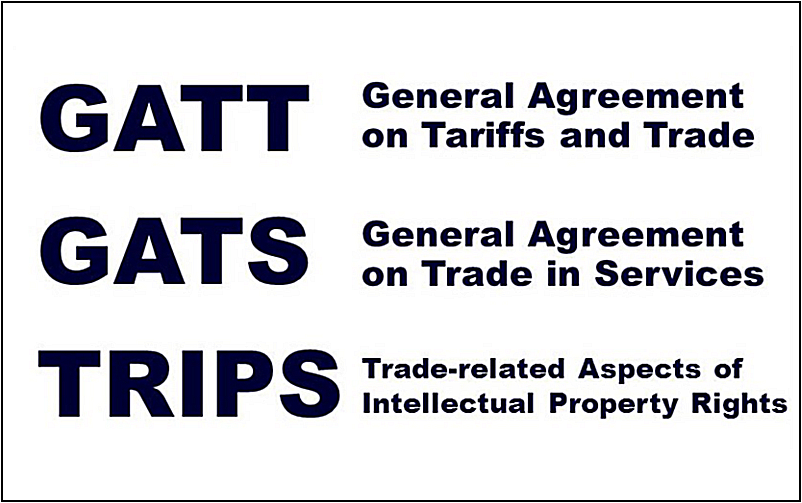 GATT
General Agreement
on Tariffs and Trade
GATS
General Agreement
on Trade in Services
TRIPS
Trade-related Aspects of
Intellectual Property Rights